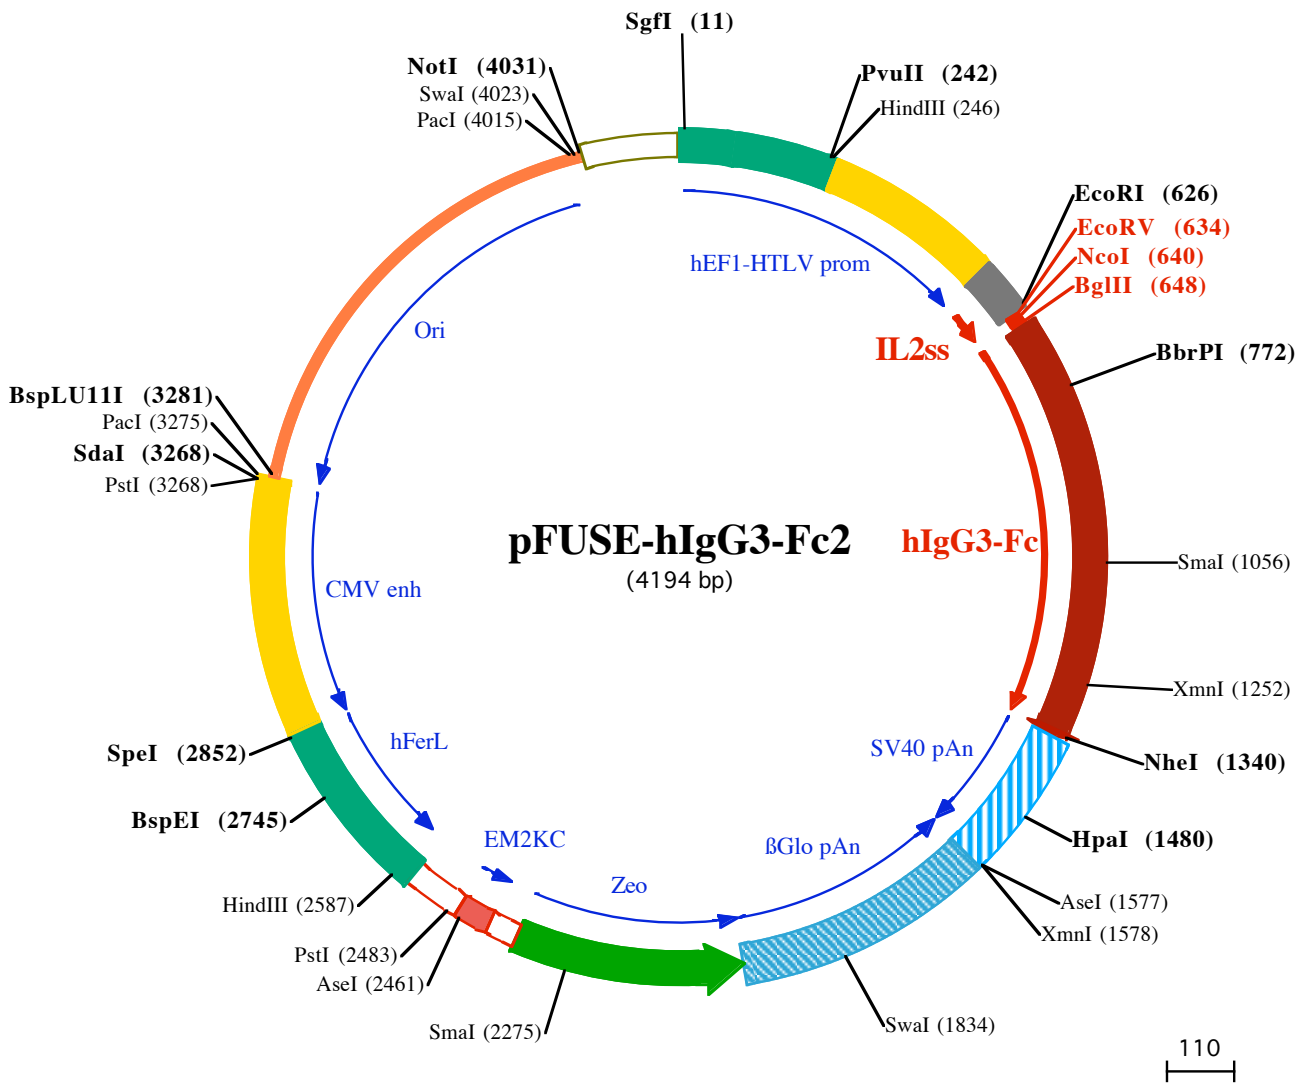 SgfI (11)
NotI (4031)
SwaI (4023)
PacI (4015)
PvuII (242)
HindIII (246)
EcoRI (626)
EcoRV (634)
NcoI (640)
BglII (648)
hEF1-HTLV prom
Ori
IL2ss
BbrPI (772)
BspLU11I (3281)
PacI (3275)
SdaI (3268)
PstI (3268)
pFUSE-hIgG3-Fc2
(4194 bp)
hIgG3-Fc
SmaI (1056)
CMV enh
XmnI (1252)
hFerL
SV40 pAn
SpeI (2852)
NheI (1340)
BspEI (2745)
EM2KC
ßGlo pAn
HpaI (1480)
Zeo
HindIII (2587)
AseI (1577)
XmnI (1578)
PstI (2483)
AseI (2461)
SmaI (2275)
SwaI (1834)
110